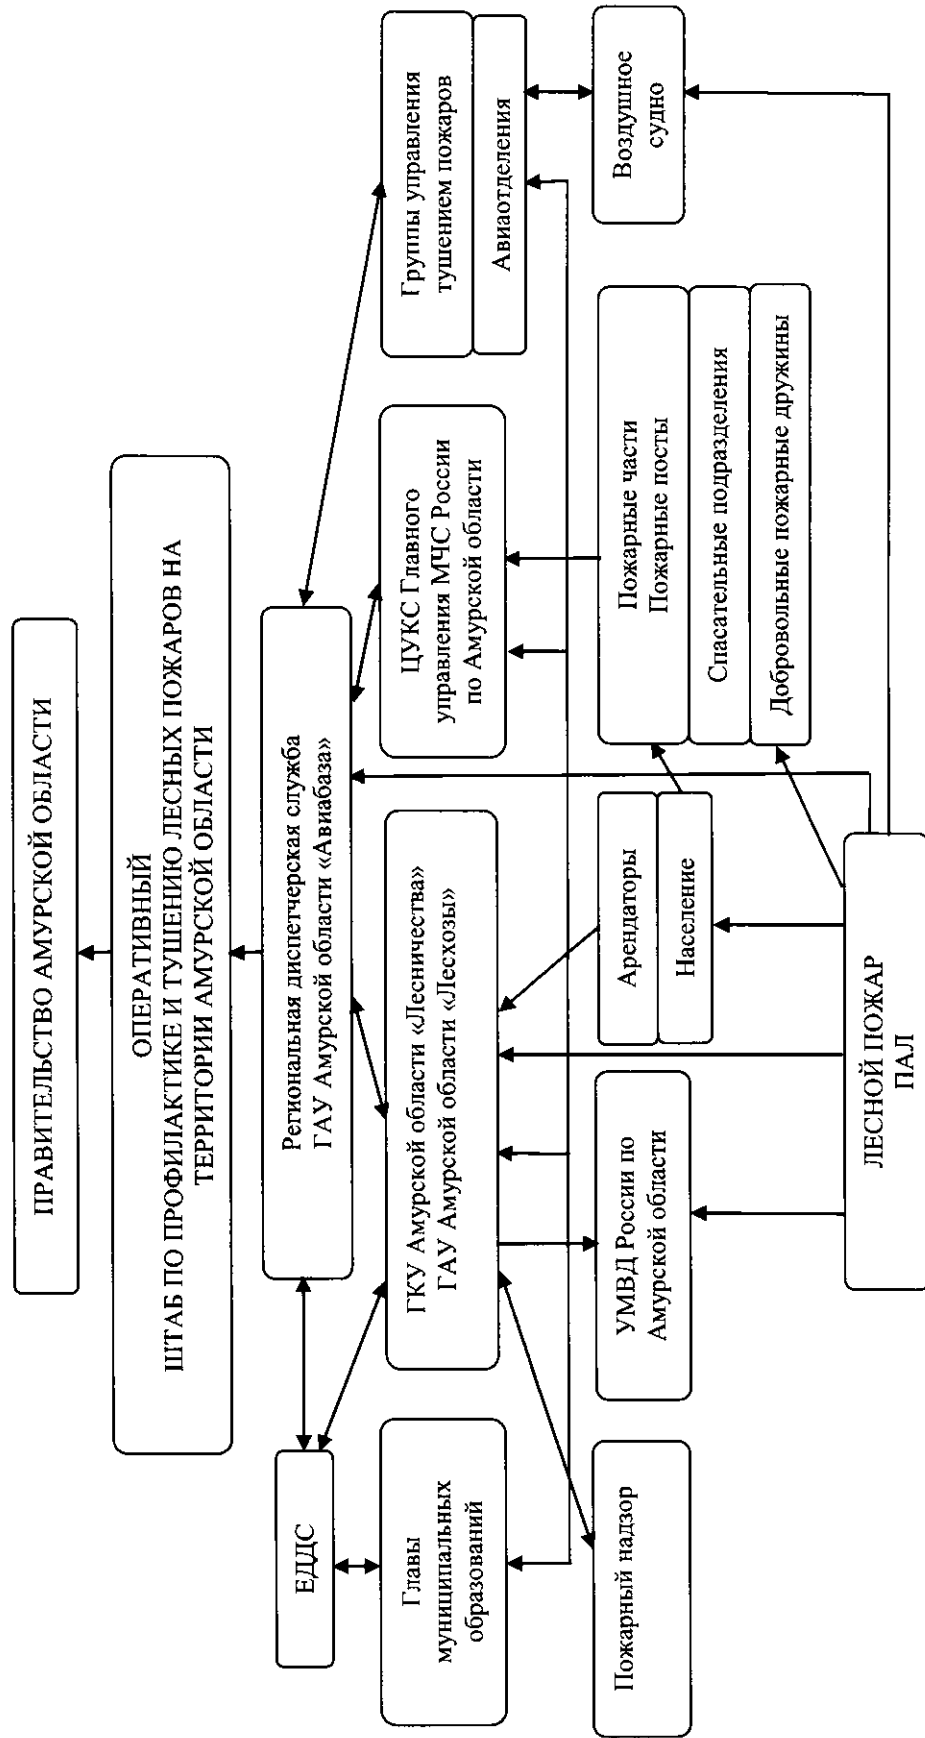 ПРАВИТЕЛЬСТВО АМУРСКОЙ ОБЛАСТИ
ОПЕРАТИВНЫЙ
ШТАБ ПО ПРОФИЛАКТИКЕ И ТУШЕНИЮ ЛЕСНЫХ ПОЖАРОВ НА
ТЕРРИТОРИИ АМУРСКОЙ ОБЛАСТИ
ЕДДС
Региональная диспетчерская служба
ГАУ Амурской области «Авиабаза»
Главы
муниципальных
образований
ГКУ Амурской области «Лесничества»
ГАУ Амурской области «Лесхозы»
ЦУКС Главного
управления МЧС России
по Амурской области
Группы управления
тушением пожаров
Авиаотделения
Пожарный надзор
УМВД России по
Амурской области
Арендаторы
Население
Пожарные части
Пожарные посты
Спасательные подразделения
Добровольные пожарные дружины
Воздушное
судно
ЛЕСНОЙ ПОЖАР
ПАЛ